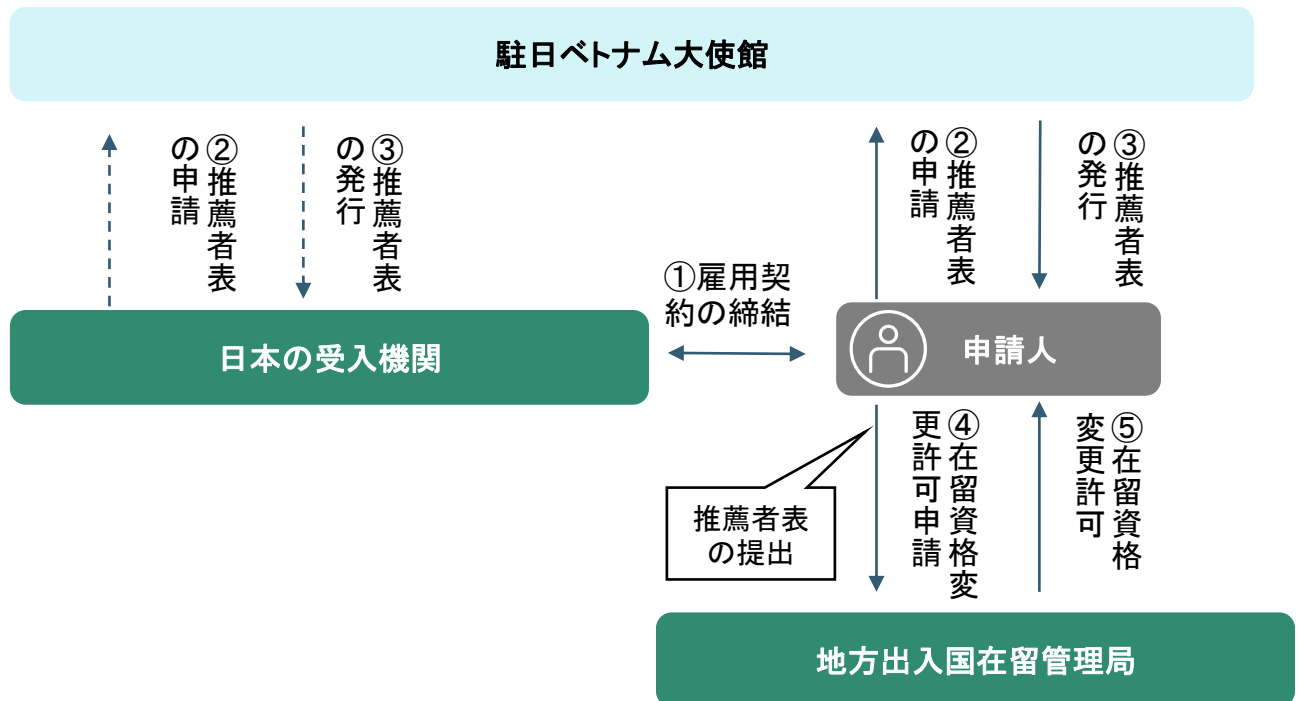 駐日ベトナム大使館
②推薦者表
の申請
③推薦者表
の発行
②推薦者表
の申請
③推薦者表
の発行
①雇用契
約の締結
日本の受入機関
申請人
推薦者表
の提出
④在留資格変
更許可申請
⑤在留資格
変更許可
地方出入国在留管理局